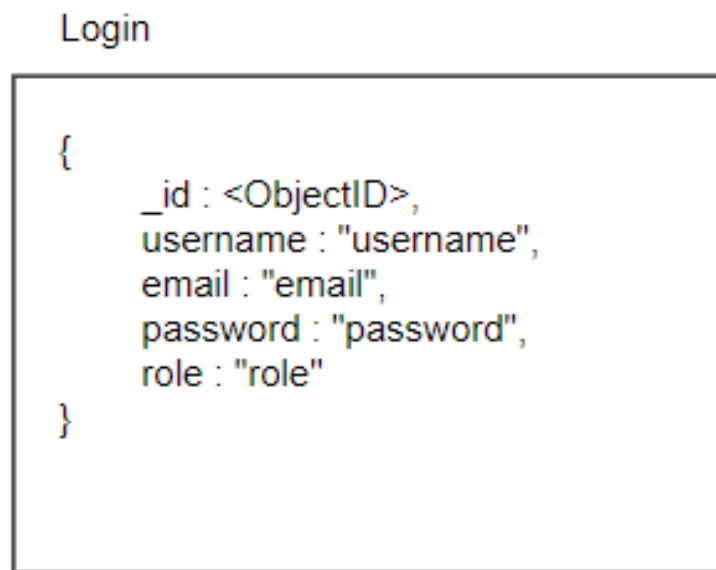 Login
{
_id : <ObjectID>,
username : "username",
email : "email",
password : "password",
role : "role"
}